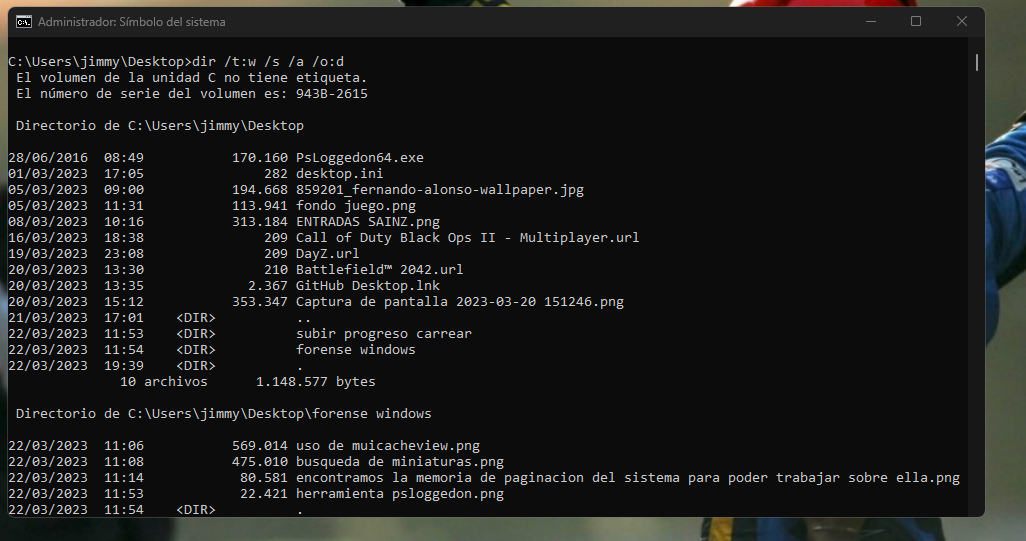 Administrador: Símbolo del sistema
C:\Users\jimmy\Desktop>dir /t:w /s /a /o:d
El volumen de la unidad C no tiene etiqueta.
El número de serie del volumen es: 943B-2615
Directorio de C:\Users\jimmy\Desktop
28/06/2016  08:49           170.160 PsLoggedon64.exe
01/03/2023  17:05               282 desktop.ini
05/03/2023  09:00           194.668 859201_fernando-alonso-wallpaper.jpg
05/03/2023  11:31           113.941 fondo juego.png
08/03/2023  10:16           313.184 ENTRADAS SAINZ.png
16/03/2023  18:38               209 Call of Duty Black Ops II - Multiplayer.url
19/03/2023  23:08               209 DayZ.url
20/03/2023  13:30               210 Battlefield™ 2042.url
20/03/2023  13:35             2.367 GitHub Desktop.lnk
20/03/2023  15:12           353.347 Captura de pantalla 2023-03-20 151246.png
21/03/2023  17:01    <DIR>          ..
22/03/2023  11:53    <DIR>          subir progreso carrear
22/03/2023  11:54    <DIR>          forense windows
22/03/2023  19:39    <DIR>          .
10 archivos      1.148.577 bytes
Directorio de C:\Users\jimmy\Desktop\forense windows
22/03/2023  11:06           569.014 uso de muicacheview.png
22/03/2023  11:08           475.010 busqueda de miniaturas.png
22/03/2023  11:14            80.581 encontramos la memoria de paginacion del sistema para poder trabajar sobre ella.png
22/03/2023  11:53            22.421 herramienta psloggedon.png
22/03/2023  11:54    <DIR>          .